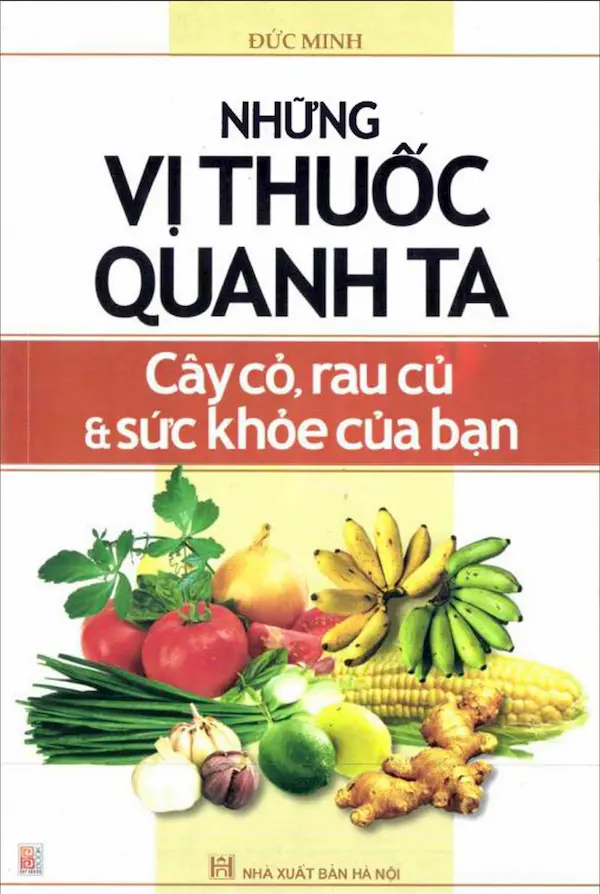 ĐỨC MINH
NHỮNG
VỊ THUỐC
QUANH TA
Cây cỏ, rau củ
& sức khỏe của bạn
NHÀ XUẤT BẢN HÀ NỘI